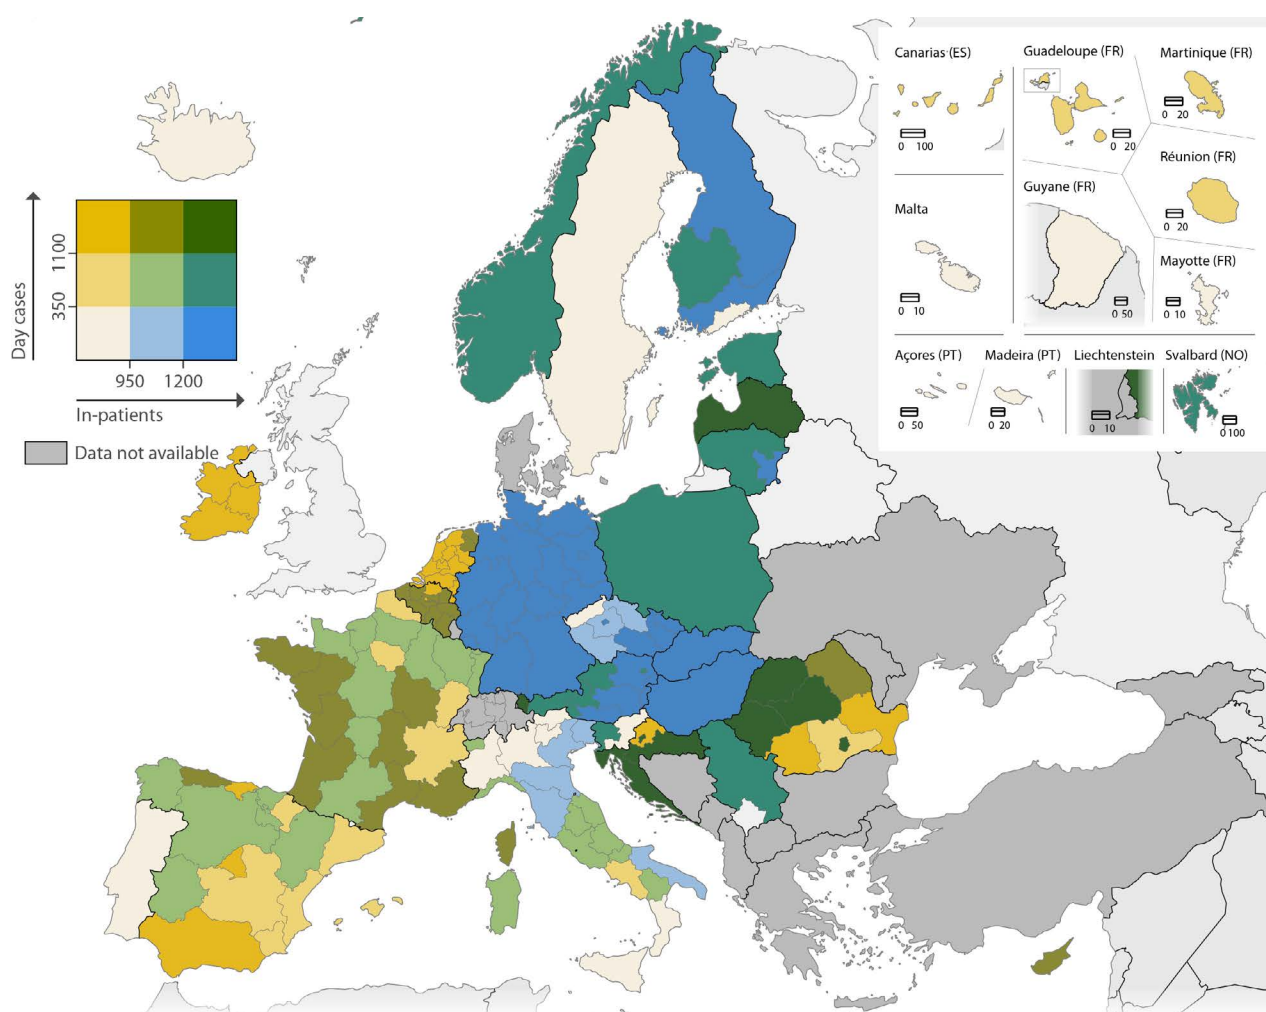 Canarias (ES)
0 100
Guadeloupe (FR)
0 20
Martinique (FR)
0 20
Réunion (FR)
0 20
Malta
0 10
Guyane (FR)
0 50
Mayotte (FR)
0 10
Açores (PT)
0 50
Madeira (PT)
0 20
Liechtenstein
0 10
Svalbard (NO)
0 100
Day cases
1100
350
950 1200
In-patients
Data not available